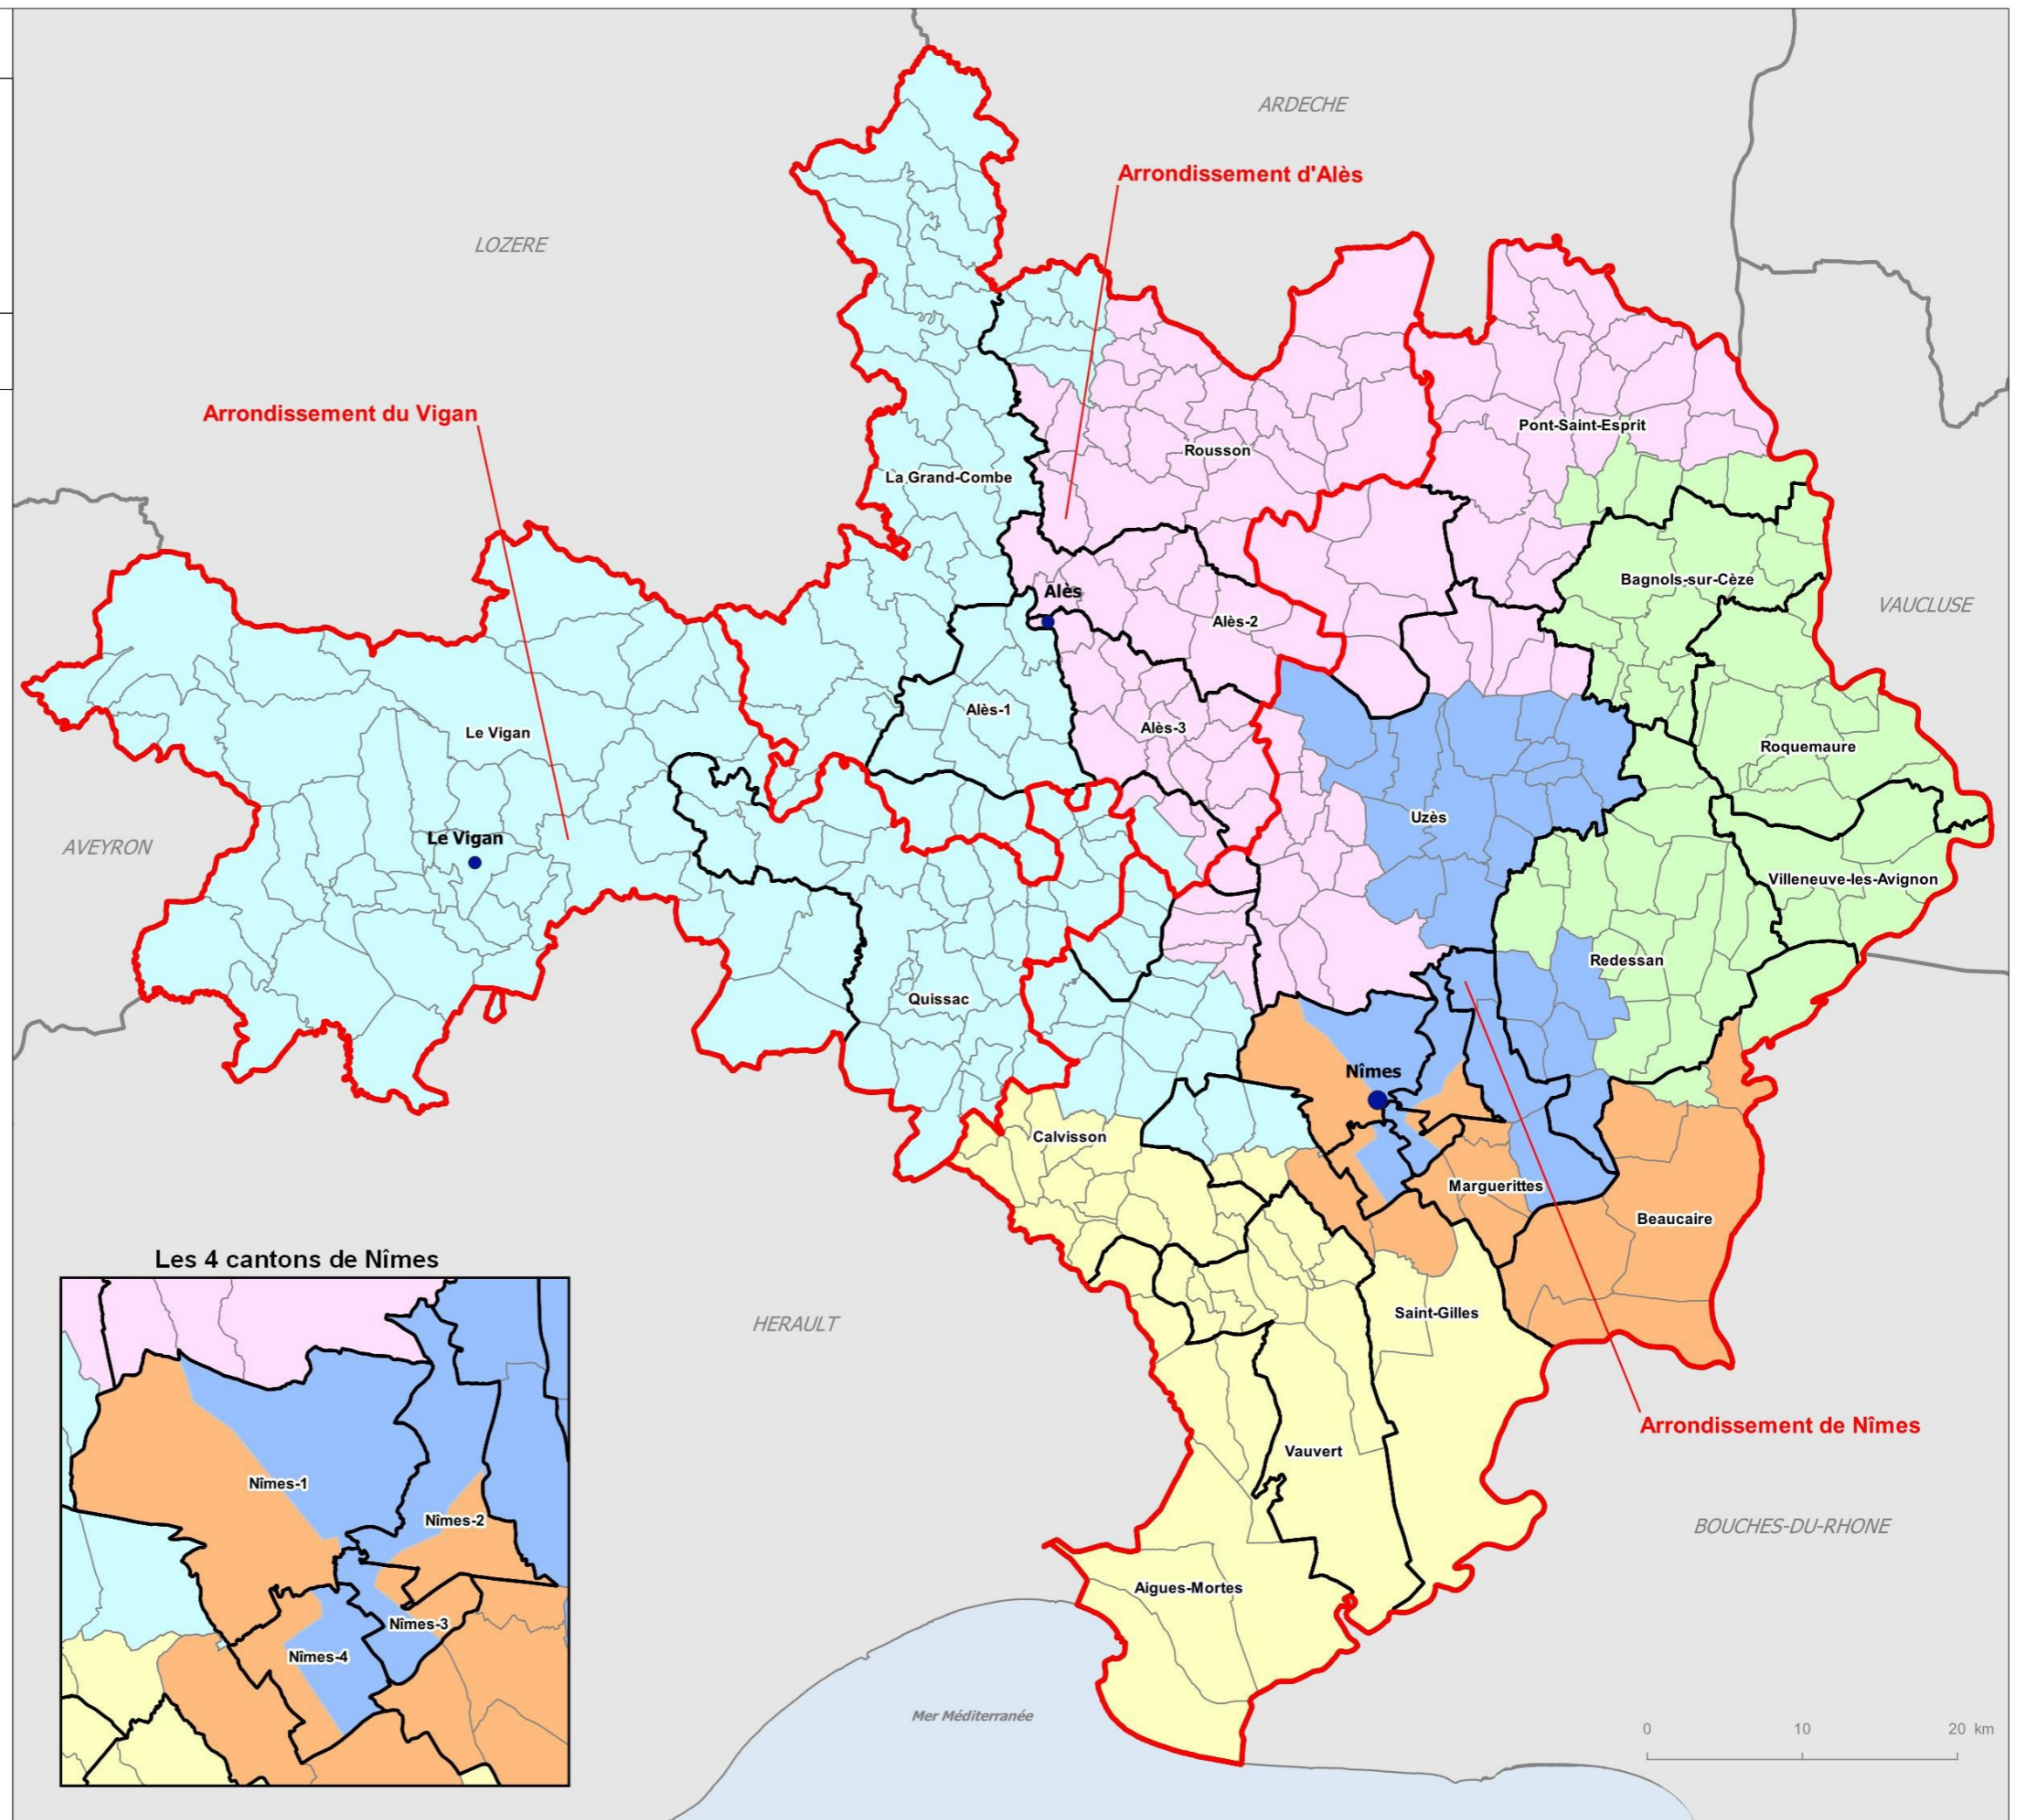 ARDECHE
Arrondissement d'Alès
LOZERE
Arrondissement du Vigan
Pont-Saint-Esprit
Rousson
La Grand-Combe
Bagnols-sur-Cèze
Alès
VAUCLUSE
Alès-2
Alès-1
Alès-3
Le Vigan
Roquemaure
Uzès
Le Vigan
AVEYRON
Villeneuve-les-Avignon
Redessan
Quissac
Nîmes
Calvisson
Marguerittes
Beaucaire
Les 4 cantons de Nîmes
HERAULT
Saint-Gilles
Arrondissement de Nîmes
Vauvert
Nîmes-1
Nîmes-2
BOUCHES-DU-RHONE
Aigues-Mortes
Nîmes-3
Nîmes-4
Mer Méditerranée
0 10 20 km